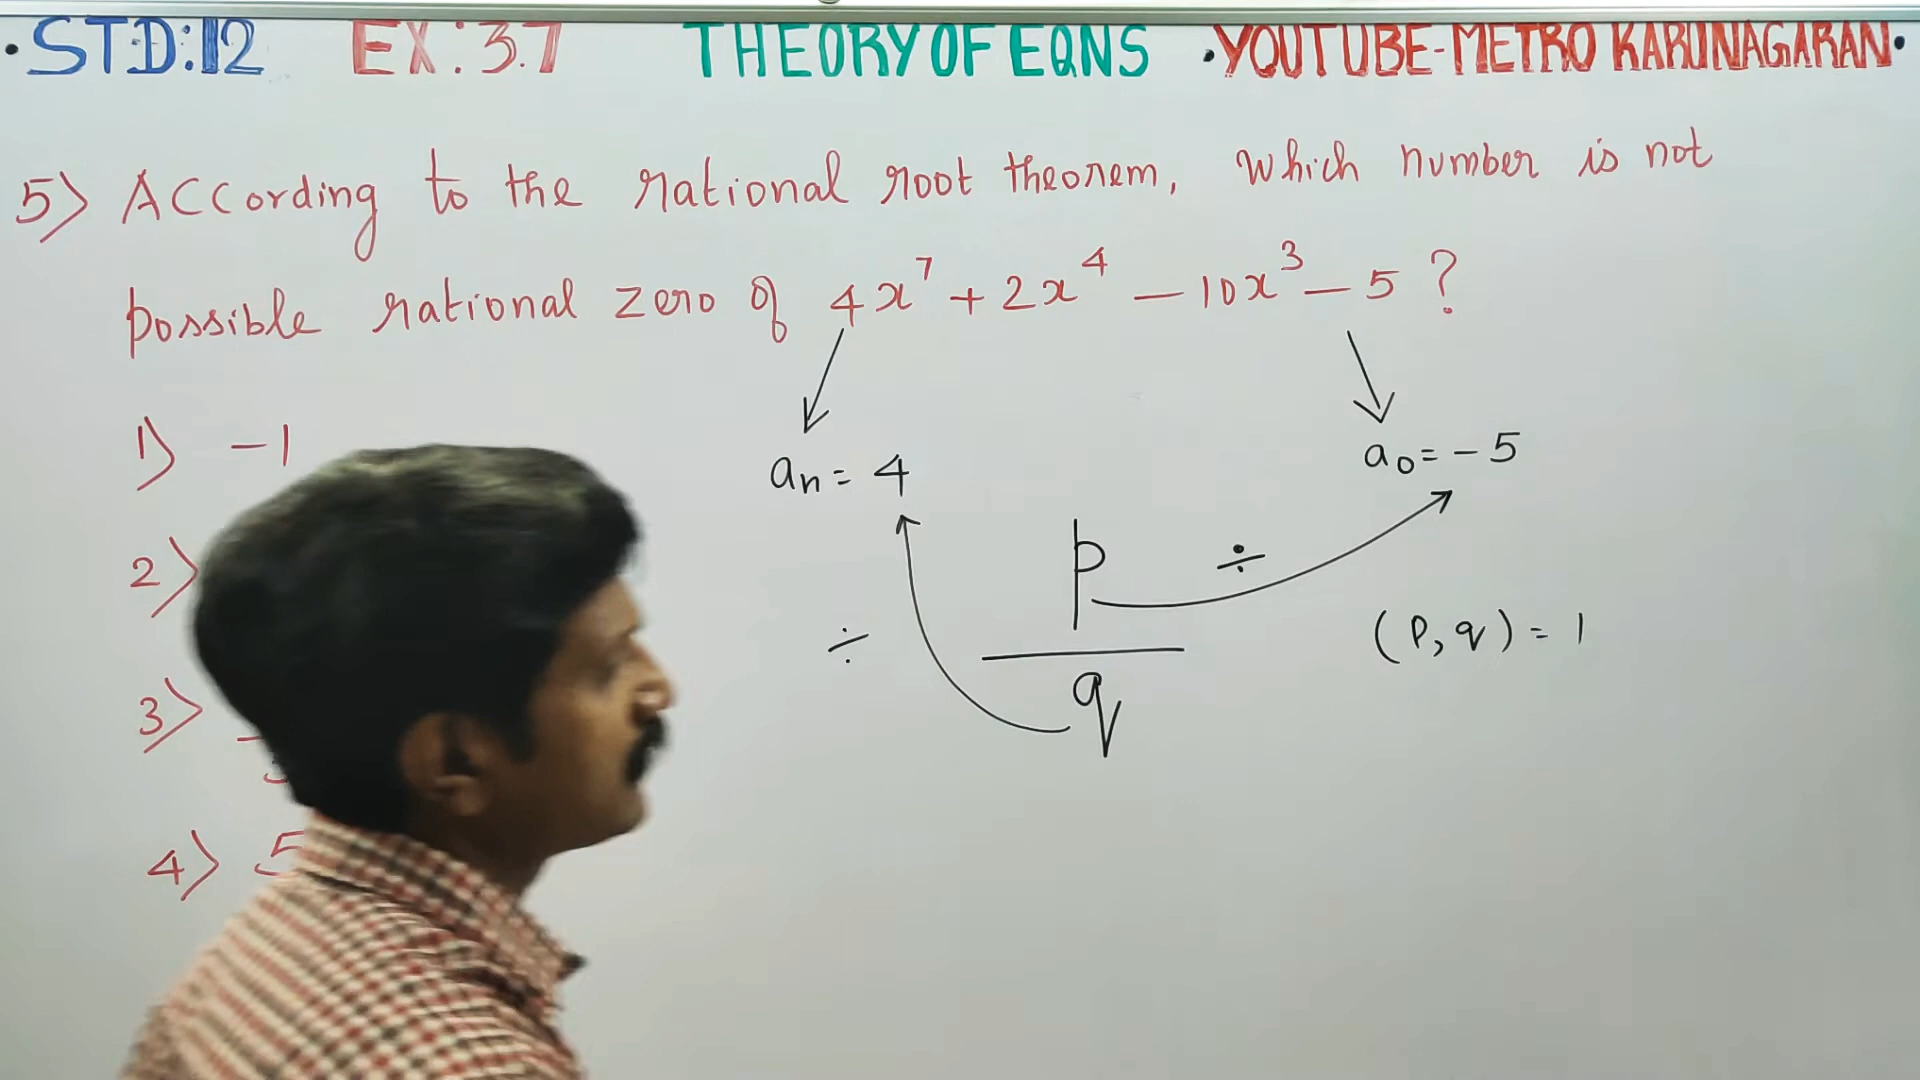 •STD:12 EX:3.7 THEORY OF EQNS •YOUTUBE-METRO KARUNAGARAN•
5) ACCording to the rational root theorem, which number is not
possible rational zero of 4x⁷ + 2x⁴ - 10x³ - 5 ?
1) -1
aₙ = 4
a₀ = -5
2)
p ÷
÷
(p, q) = 1
q
3)
4) 5